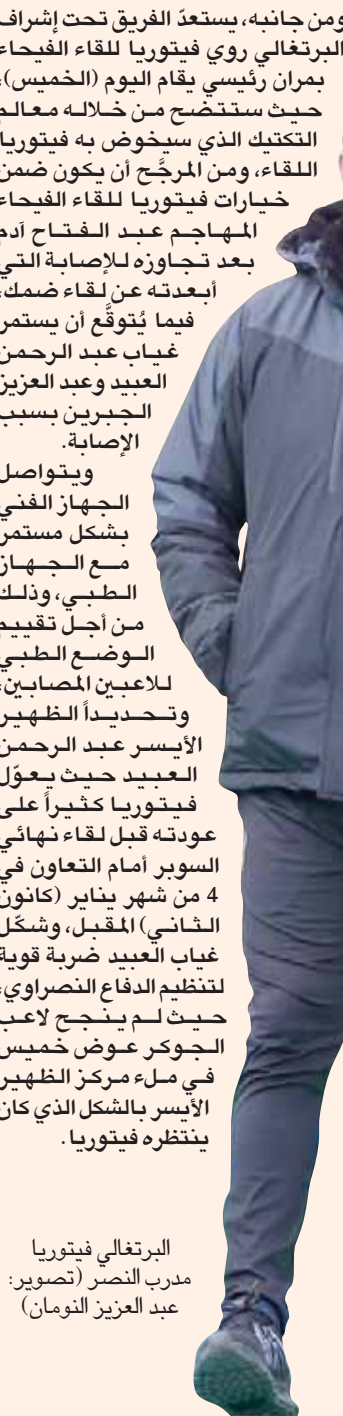 ومن جانبه، يستعدّ الفريق تحت إشراف
البرتغالي روي فيتوريا للقاء الفيحاء
بمران رئيسي يقام اليوم (الخميس)،
حيث ستتضح من خلاله معالم
التكتيك الذي سيخوض به فيتوريا
اللقاء، ومن المرجَّح أن يكون ضمن
خيارات فيتوريا للقاء الفيحاء
المهاجم عبد الفتاح آدم
بعد تجاوزه للإصابة التي
أبعدته عن لقاء ضمك،
فيما يُتوقَّع أن يستمر
غياب عبد الرحمن
العبيد وعبد العزيز
الجبرين بسبب
الإصابة.
ويتواصل
الجهاز الفني
بشكل مستمر
مع الجهاز
الطبي، وذلك
من أجل تقييم
الوضع الطبي
للاعبين المصابين،
وتحديداً الظهير
الأيسر عبد الرحمن
العبيد حيث يعوّل
فيتوريا كثيراً على
عودته قبل لقاء نهائي
السوبر أمام التعاون في
4 من شهر يناير (كانون
الثاني) المقبل، وشكّل
غياب العبيد ضربة قوية
لتنظيم الدفاع النصراوي،
حيث لم ينجح لاعب
الجوكر عوض خميس
في ملء مركز الظهير
الأيسر بالشكل الذي كان
ينتظره فيتوريا.
البرتغالي فيتوريا
مدرب النصر (تصوير:
عبد العزيز النومان)